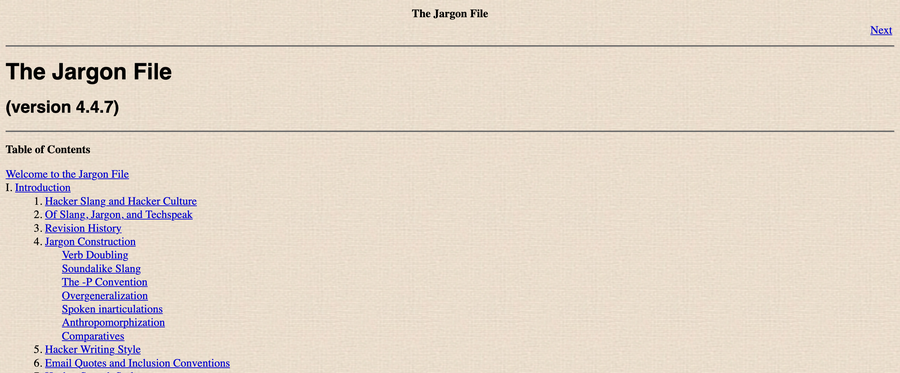 The Jargon File
Next
The Jargon File
(version 4.4.7)
Table of Contents
Welcome to the Jargon File
I. Introduction
1. Hacker Slang and Hacker Culture
2. Of Slang, Jargon, and Techspeak
3. Revision History
4. Jargon Construction
Verb Doubling
Soundalike Slang
The -P Convention
Overgeneralization
Spoken inarticulations
Anthropomorphization
Comparatives
5. Hacker Writing Style
6. Email Quotes and Inclusion Conventions